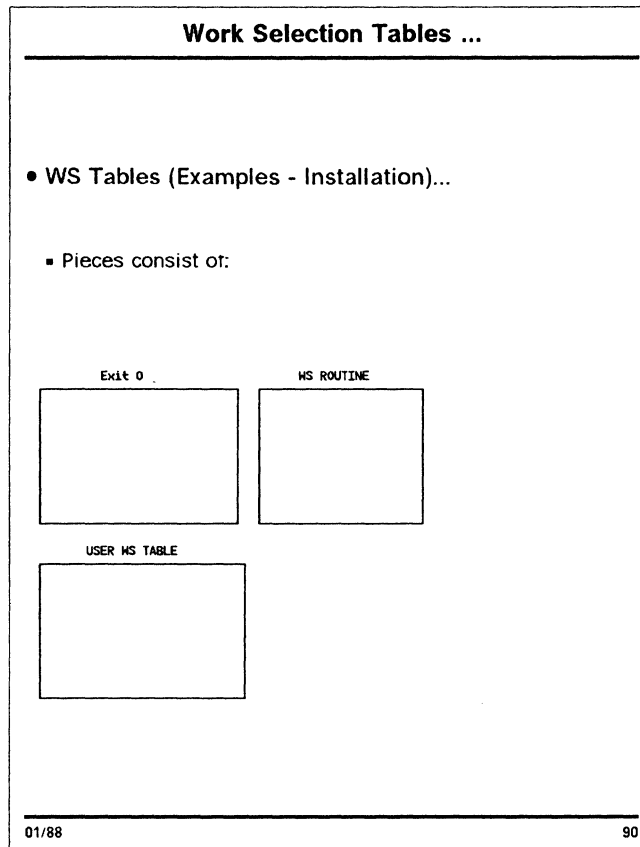 Work Selection Tables ...
• WS Tables (Examples - Installation)...
▪ Pieces consist of:
Exit 0
WS ROUTINE
USER WS TABLE
01/88
90